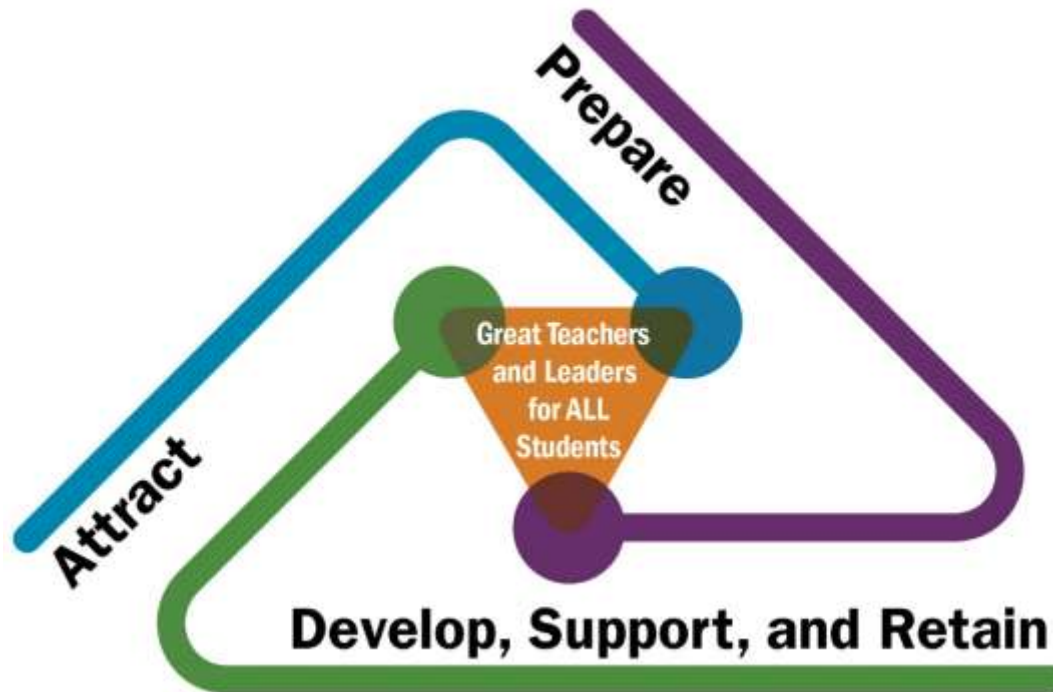 Prepare
Attract
Great Teachers
and Leaders
for ALL
Students
Develop, Support, and Retain